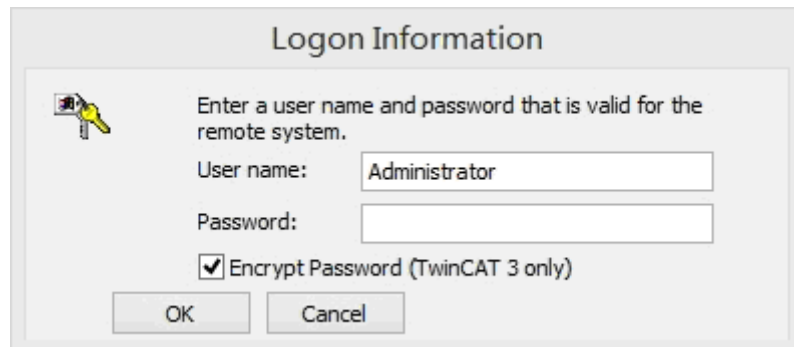 Logon Information
Enter a user name and password that is valid for the
remote system.
User name: Administrator
Password:
Encrypt Password (TwinCAT 3 only)
OK Cancel